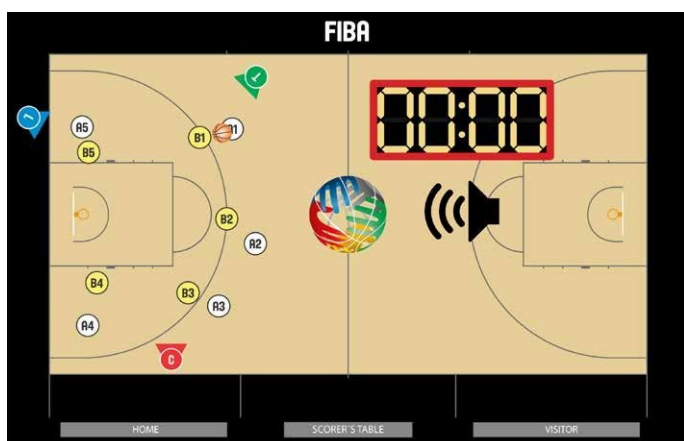 FIBA
T
00:00
L
A5
B1
A1
B5
B2
A2
B4
B3
A3
A4
C
HOME
SCORER´S TABLE
VISITOR